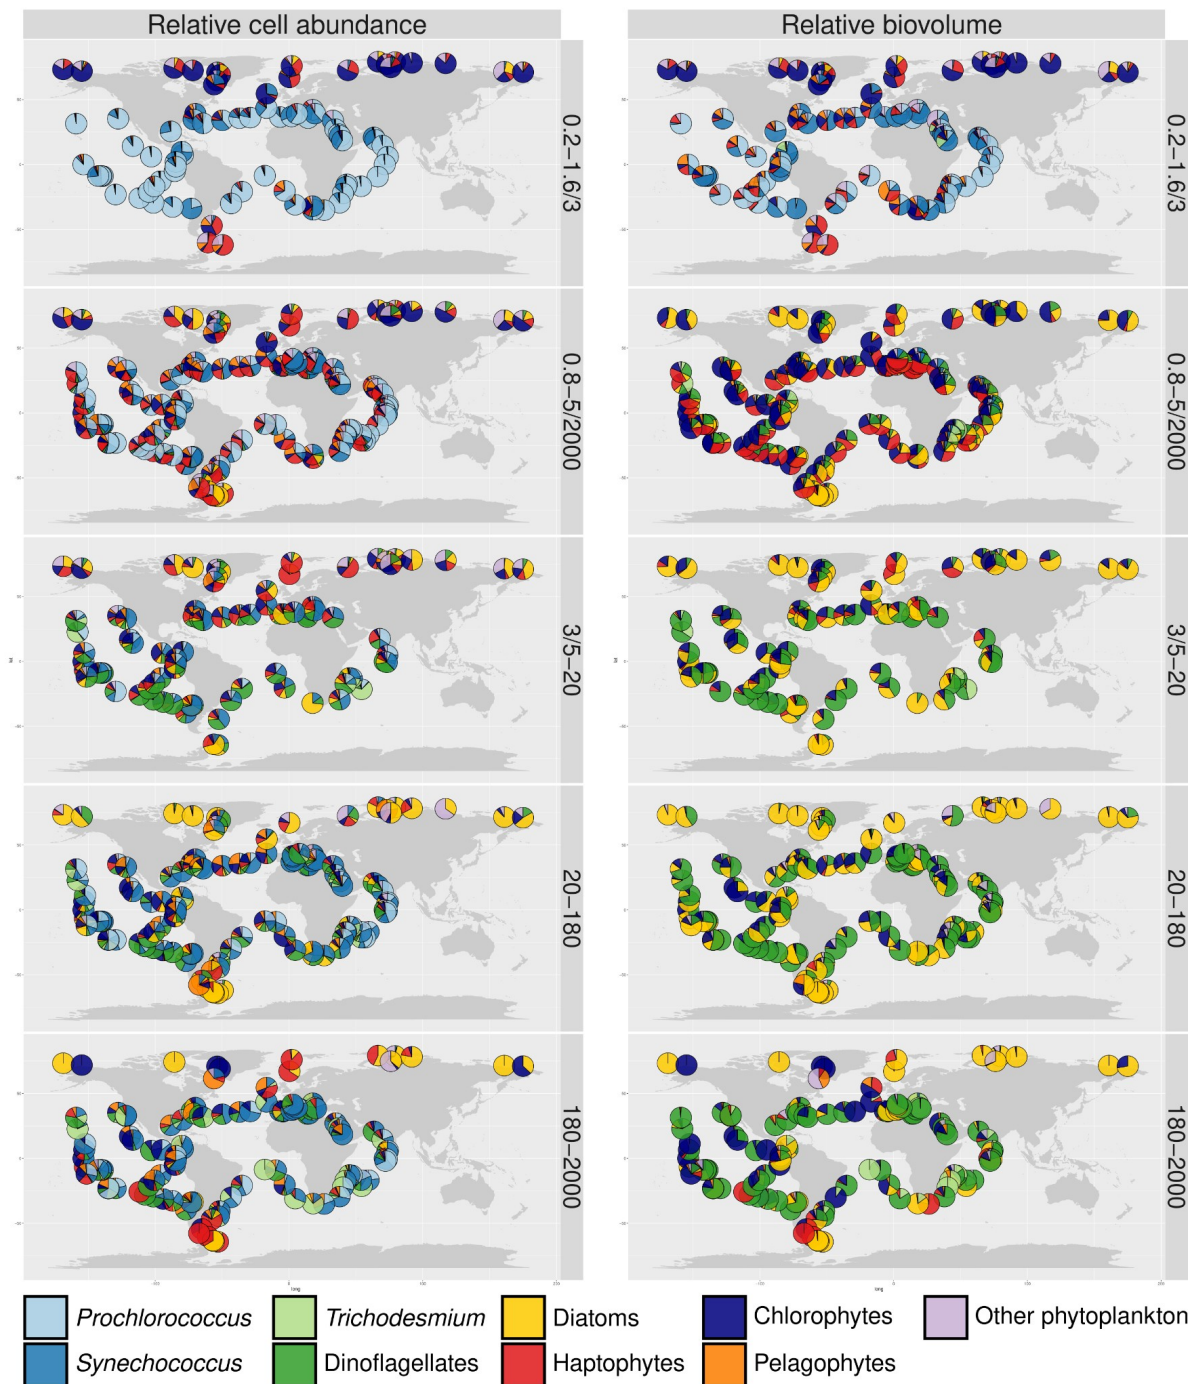 Relative cell abundance
Relative biovolume
0.2−1.6/3
0.2−1.6/3
0.8−5/2000
0.8−5/2000
3/5−20
3/5−20
20−180
20−180
180−2000
180−2000
long
long
Prochlorococcus
Trichodesmium
Diatoms
Chlorophytes
Other phytoplankton
Synechococcus
Dinoflagellates
Haptophytes
Pelagophytes